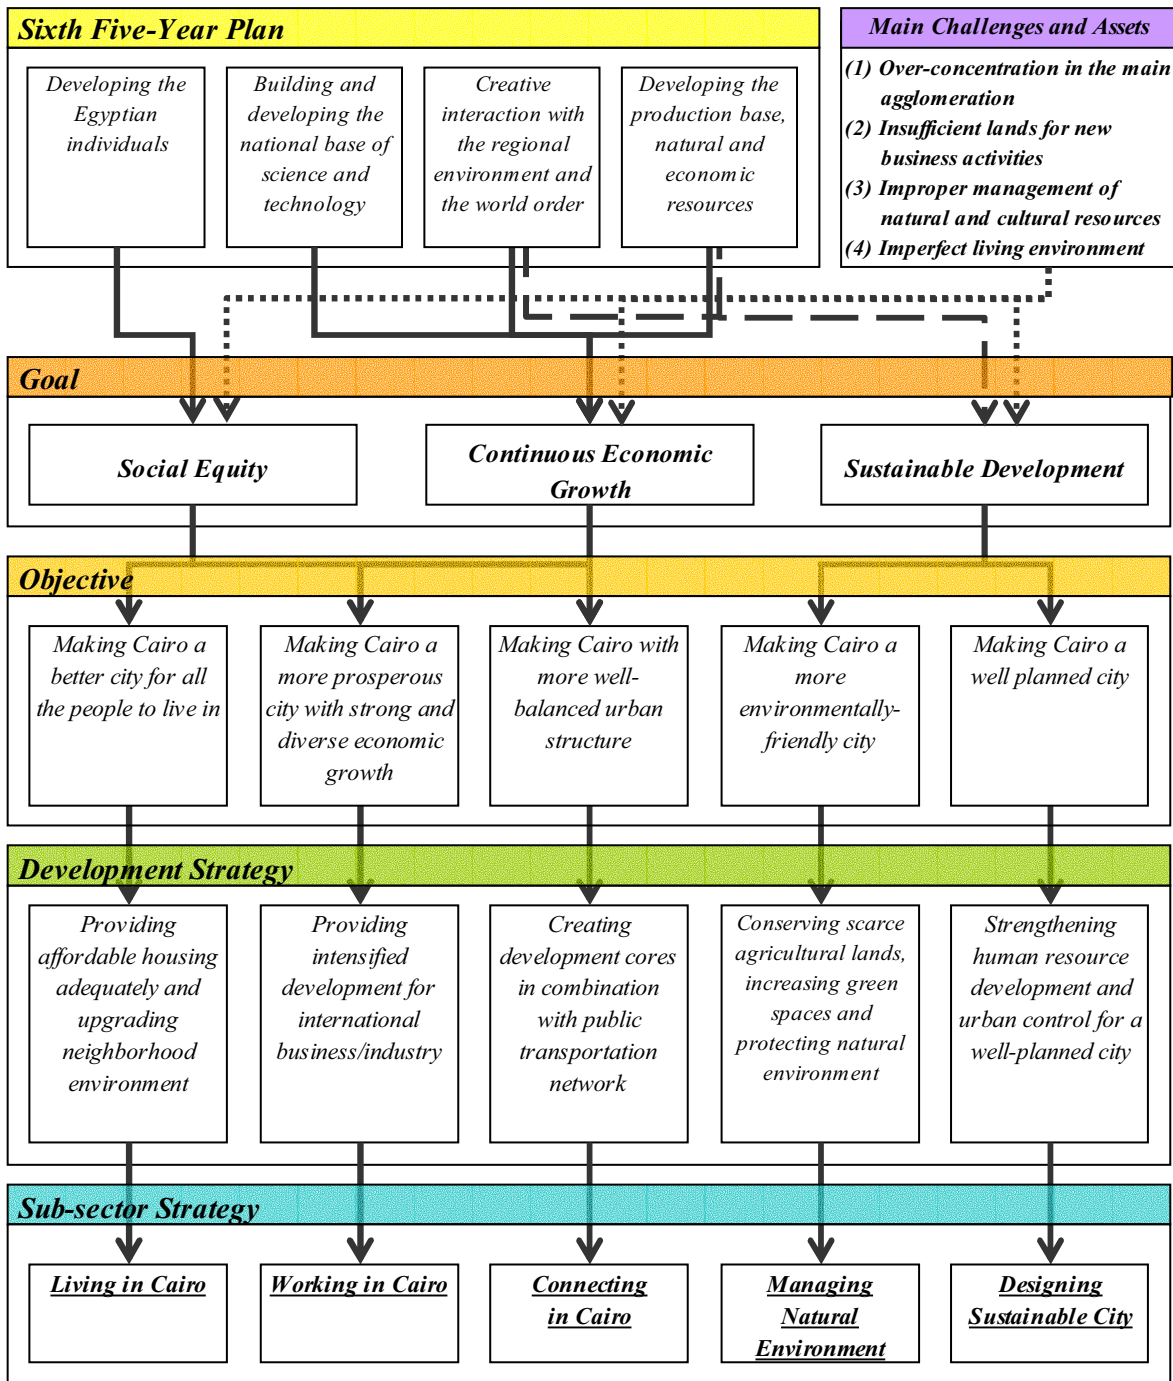 Sixth Five-Year Plan
Developing the
Egyptian
individuals
Building and
developing the
national base of
science and
technology
Creative
interaction with
the regional
environment and
the world order
Developing the
production base,
natural and
economic
resources
Main Challenges and Assets
(1) Over-concentration in the main
agglomeration
(2) Insufficient lands for new
business activities
(3) Improper management of
natural and cultural resources
(4) Imperfect living environment
Goal
Social Equity
Continuous Economic
Growth
Sustainable Development
Objective
Making Cairo a
better city for all
the people to live in
Making Cairo a
more prosperous
city with strong and
diverse economic
growth
Making Cairo with
more well-
balanced urban
structure
Making Cairo a
more
environmentally-
friendly city
Making Cairo a
well planned city
Development Strategy
Providing
affordable housing
adequately and
upgrading
neighborhood
environment
Providing
intensified
development for
international
business/industry
Creating
development cores
in combination
with public
transportation
network
Conserving scarce
agricultural lands,
increasing green
spaces and
protecting natural
environment
Strengthening
human resource
development and
urban control for a
well-planned city
Sub-sector Strategy
Living in Cairo
Working in Cairo
Connecting
in Cairo
Managing
Natural
Environment
Designing
Sustainable City